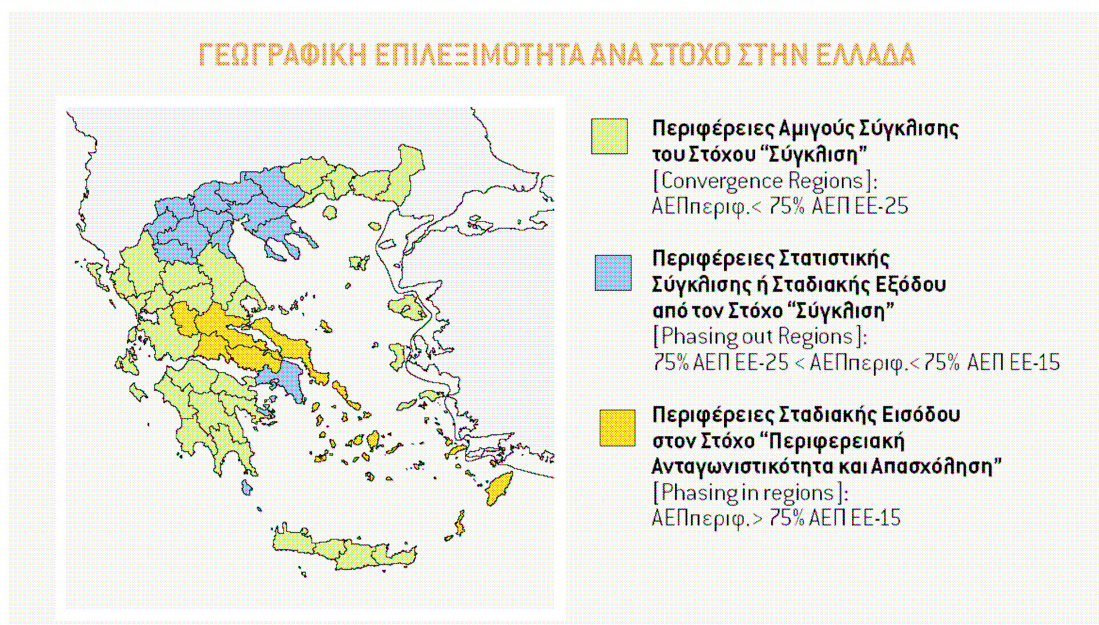 ΓΕΩΓΡΑΦΙΚΗ ΕΠΙΛΕΞΙΜΟΤΗΤΑ ΑΝΑ ΣΤΟΧΟ ΣΤΗΝ ΕΛΛΑΔΑ
Περιφέρειες Αμιγούς Σύγκλισης
του Στόχου “Σύγκλιση”
[Convergence Regions]:
ΑΕΠπεριφ.< 75% ΑΕΠ ΕΕ-25
Περιφέρειες Στατιστικής
Σύγκλισης ή Σταδιακής Εξόδου
από τον Στόχο “Σύγκλιση”
[Phasing out Regions]:
75% ΑΕΠ ΕΕ-25 < ΑΕΠπεριφ.< 75% ΑΕΠ ΕΕ-15
Περιφέρειες Σταδιακής Εισόδου
στον Στόχο “Περιφερειακή
Ανταγωνιστικότητα και Απασχόληση”
[Phasing in regions]:
ΑΕΠπεριφ.> 75% ΑΕΠ ΕΕ-15